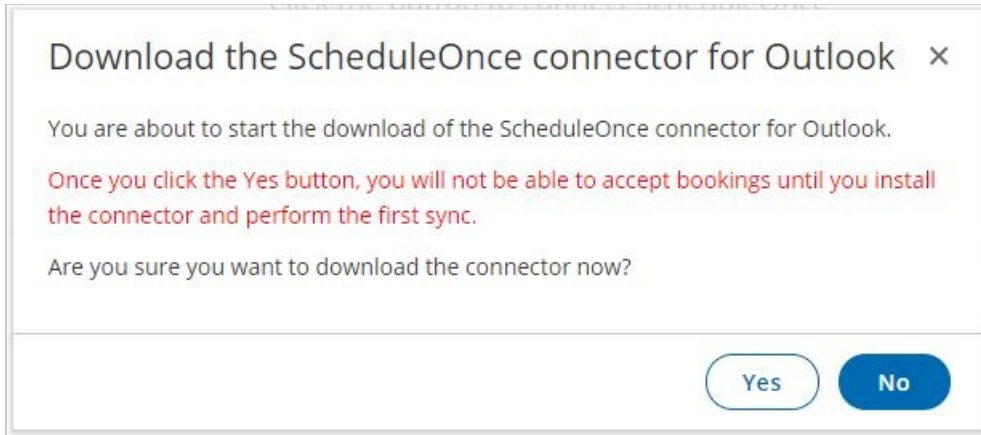 Download the ScheduleOnce connector for Outlook ×
You are about to start the download of the ScheduleOnce connector for Outlook.
Once you click the Yes button, you will not be able to accept bookings until you install
the connector and perform the first sync.
Are you sure you want to download the connector now?
Yes No